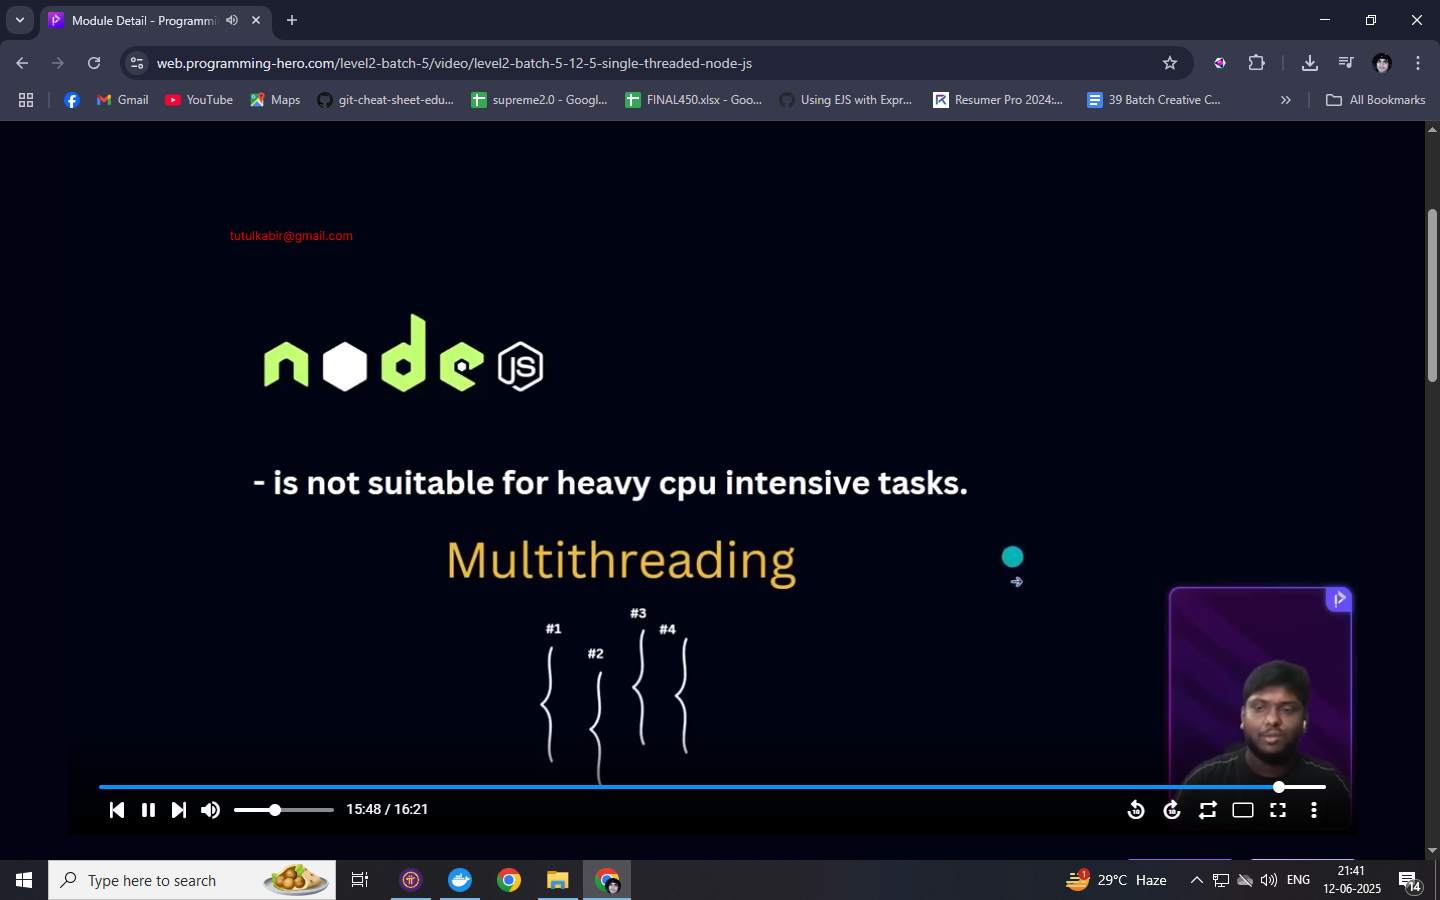 Module Detail - Programmi
web.programming-hero.com/level2-batch-5/video/level2-batch-5-12-5-single-threaded-node-js
Gmail
YouTube
Maps
git-cheat-sheet-edu...
supreme2.0 - Googl...
FINAL450.xlsx - Goo...
Using EJS with Expr...
Resumer Pro 2024:...
39 Batch Creative C...
»
All Bookmarks
tutulkabir@gmail.com
node JS
- is not suitable for heavy cpu intensive tasks.
Multithreading
#1
#2
#3
#4
15:48 / 16:21
10
10
Type here to search
1
29°C Haze
ENG
21:41
12-06-2025
14